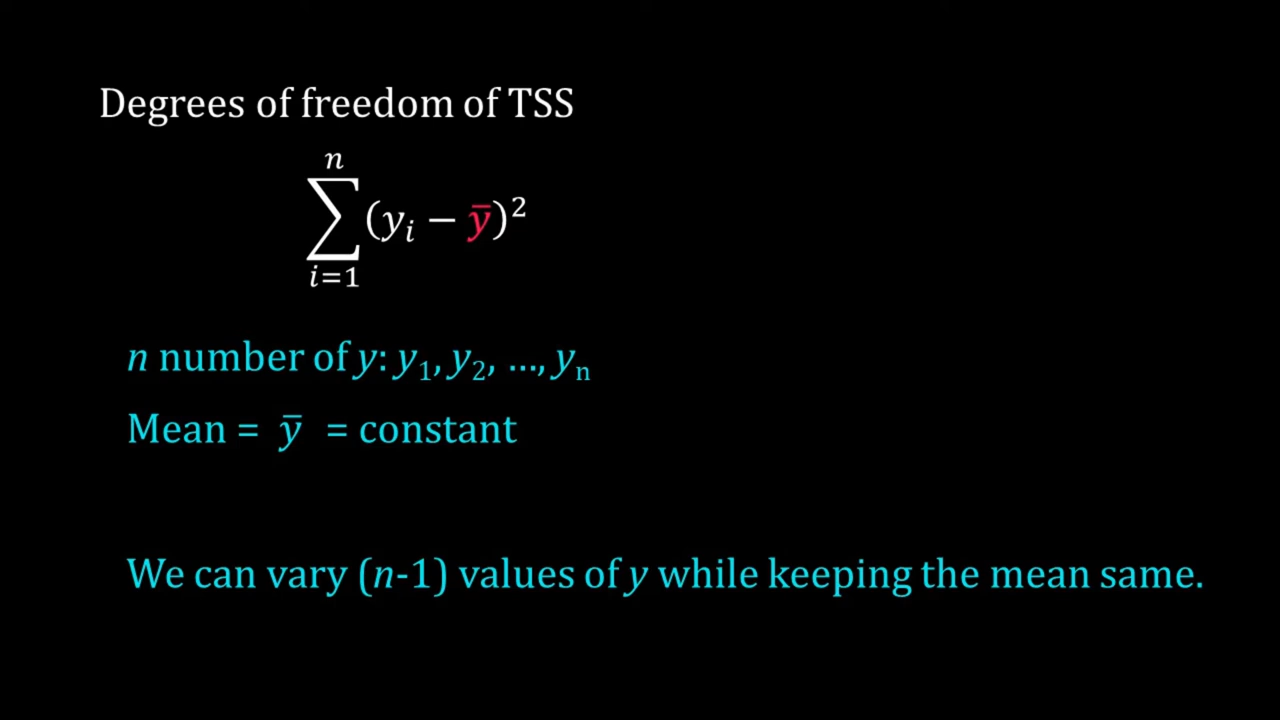 Degrees of freedom of TSS
n
∑(yᵢ − ȳ)²
i=1
n number of y: y₁, y₂, ..., yₙ
Mean = ȳ = constant
We can vary (n-1) values of y while keeping the mean same.